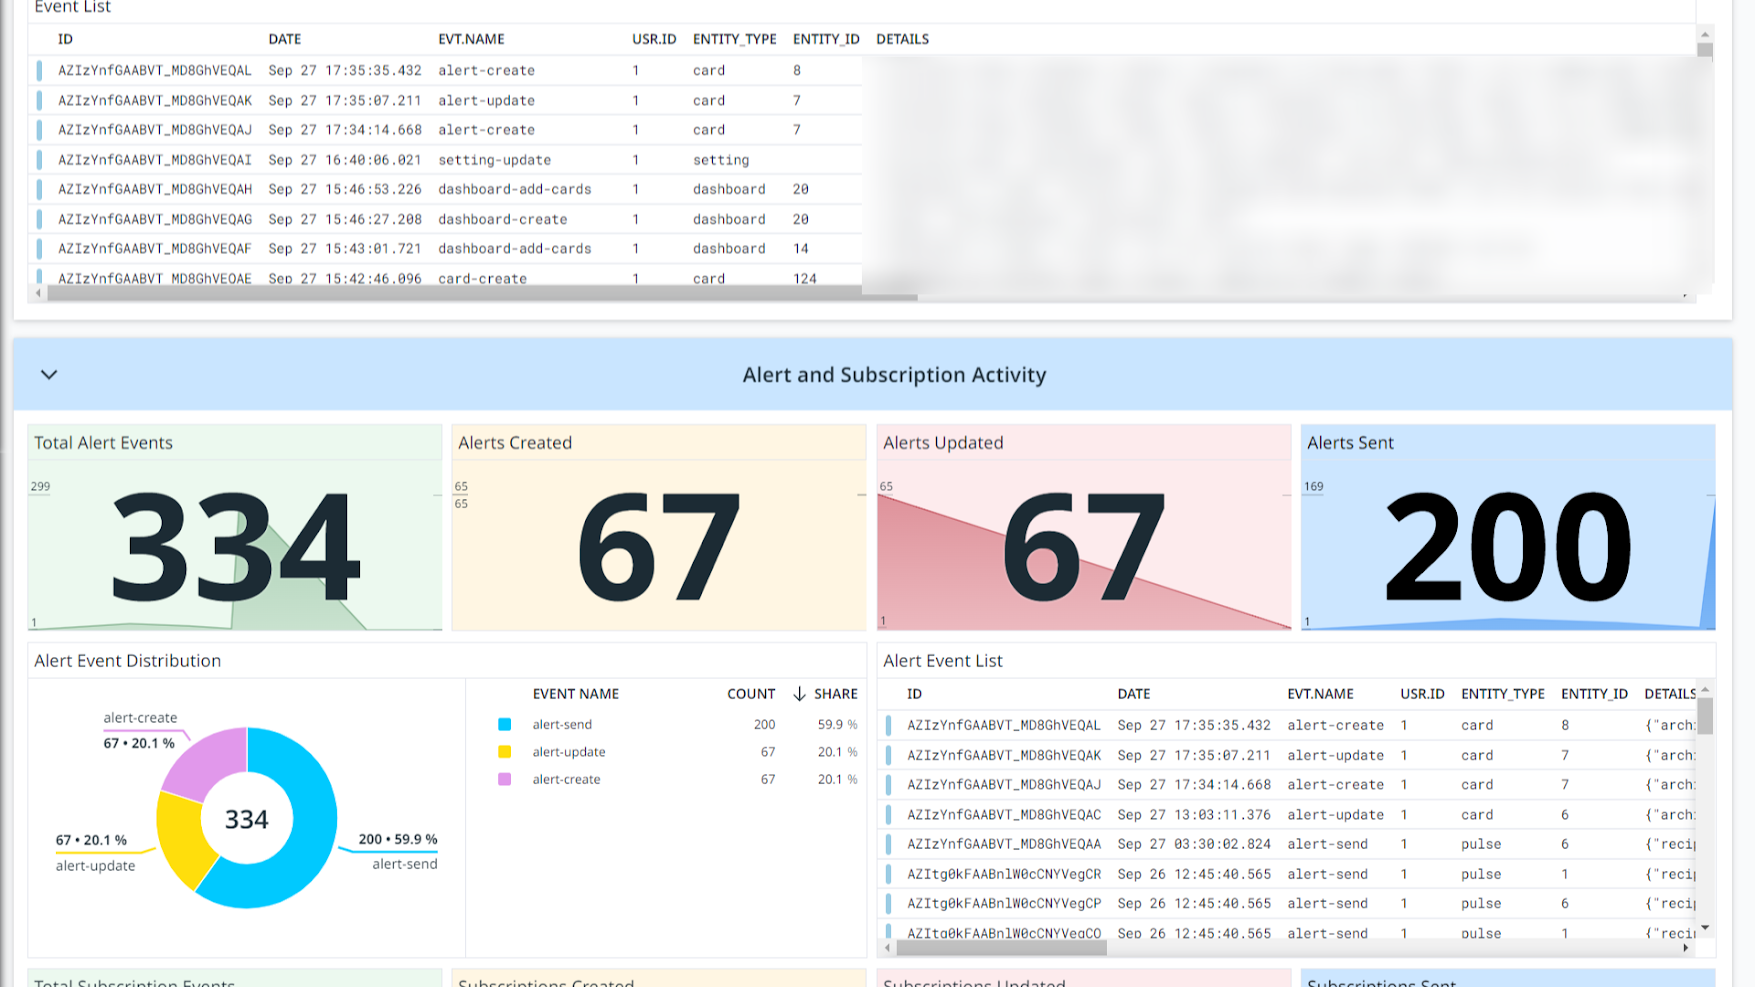 Event List
ID DATE EVT.NAME USR.ID ENTITY_TYPE ENTITY_ID DETAILS
AZIzYnfGAABVT_MD8GhVEQAL Sep 27 17:35:35.432 alert-create 1 card 8
AZIzYnfGAABVT_MD8GhVEQAK Sep 27 17:35:07.211 alert-update 1 card 7
AZIzYnfGAABVT_MD8GhVEQAJ Sep 27 17:34:14.668 alert-create 1 card 7
AZIzYnfGAABVT_MD8GhVEQAI Sep 27 16:40:06.021 setting-update 1 setting
AZIzYnfGAABVT_MD8GhVEQAH Sep 27 15:46:53.226 dashboard-add-cards 1 dashboard 20
AZIzYnfGAABVT_MD8GhVEQAG Sep 27 15:46:27.208 dashboard-create 1 dashboard 20
AZIzYnfGAABVT_MD8GhVEQAF Sep 27 15:43:01.721 dashboard-add-cards 1 dashboard 14
AZIzYnfGAABVT_MD8GhVEQAE Sep 27 15:42:46.096 card-create 1 card 124
Alert and Subscription Activity
Total Alert Events
299
334
1
Alerts Created
65
65
67
Alerts Updated
65
67
1
Alerts Sent
169
200
1
Alert Event Distribution
alert-create
67 • 20.1 %
334
67 • 20.1 %
alert-update
200 • 59.9 %
alert-send
EVENT NAME COUNT SHARE
alert-send 200 59.9 %
alert-update 67 20.1 %
alert-create 67 20.1 %
Alert Event List
ID DATE EVT.NAME USR.ID ENTITY_TYPE ENTITY_ID DETAILS
AZIzYnfGAABVT_MD8GhVEQAL Sep 27 17:35:35.432 alert-create 1 card 8 {"arch
AZIzYnfGAABVT_MD8GhVEQAK Sep 27 17:35:07.211 alert-update 1 card 7 {"arch
AZIzYnfGAABVT_MD8GhVEQAJ Sep 27 17:34:14.668 alert-create 1 card 7 {"arch
AZIzYnfGAABVT_MD8GhVEQAC Sep 27 13:03:11.376 alert-update 1 card 6 {"arch
AZIzYnfGAABVT_MD8GhVEQAA Sep 27 03:30:02.824 alert-send 1 pulse 6 {"reci
AZItg0kFAABnlW0cCNYVegCR Sep 26 12:45:40.565 alert-send 1 pulse 1 {"reci
AZItg0kFAABnlW0cCNYVegCP Sep 26 12:45:40.565 alert-send 1 pulse 6 {"reci
AZItg0kFAABnlW0cCNYVegCO Sep 26 12:45:40.565 alert-send 1 pulse 1 {"reci
Total Subscription Events
Subscriptions Created
Subscriptions Updated
Subscriptions Sent